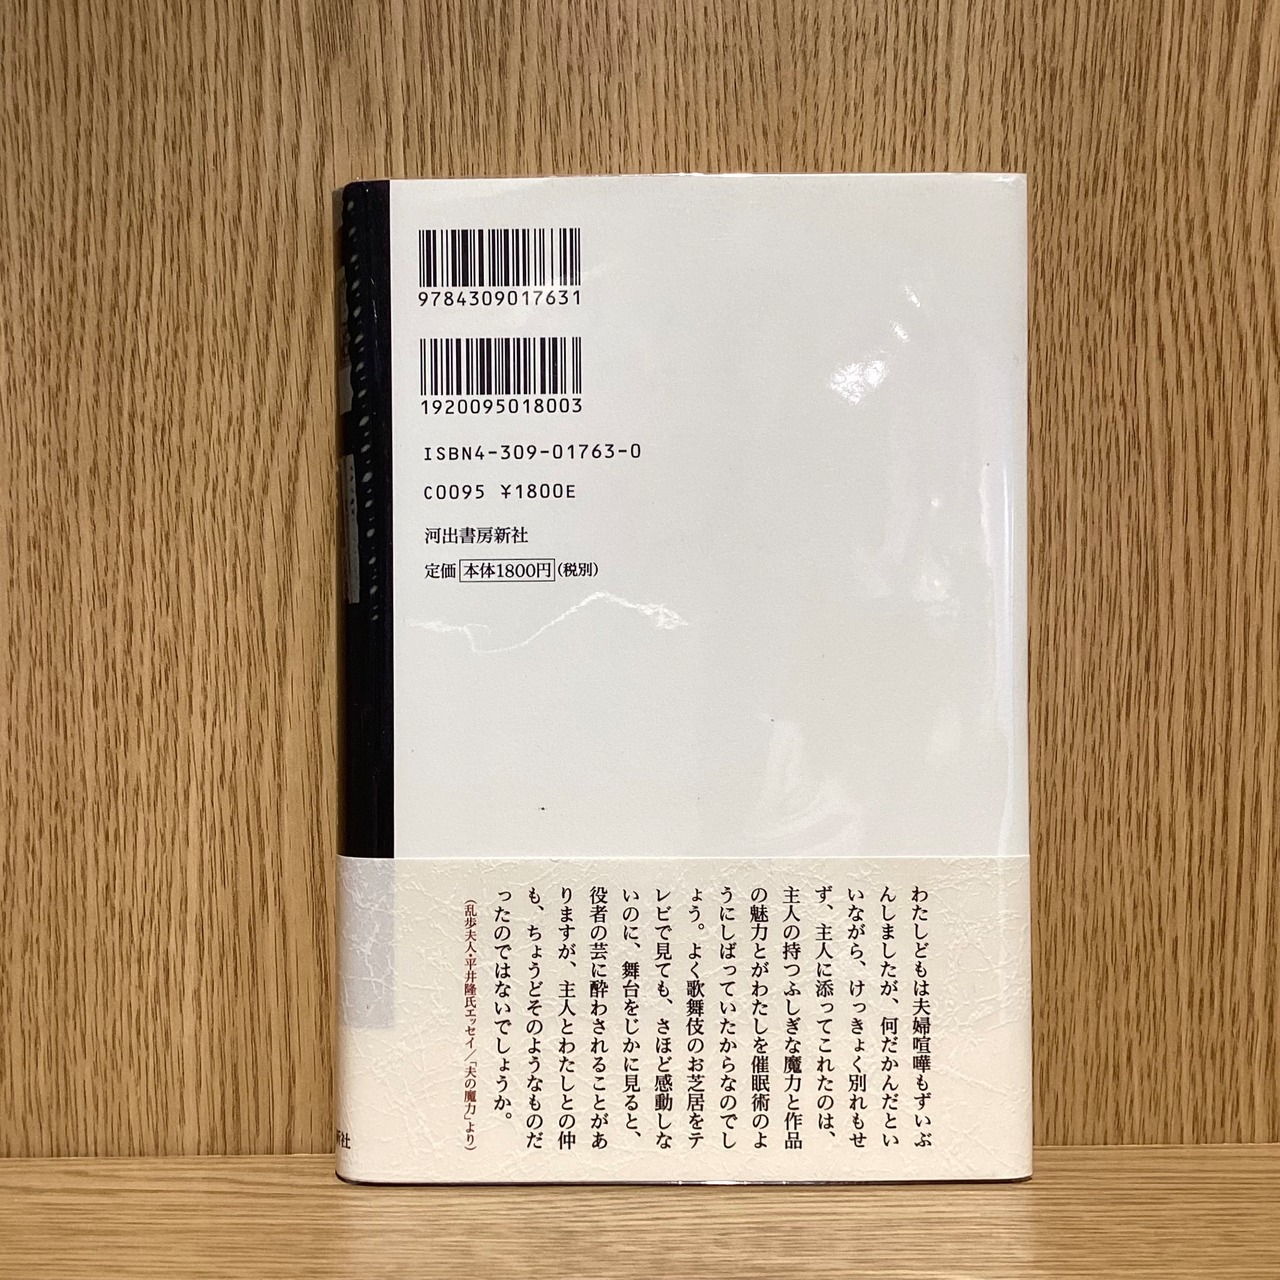 9784309017631
1920095018003
ISBN4-309-01763-0
C0095 ¥1800E
河出書房新社
定価 本体1800円(税別)
わたしどもは夫婦喧嘩もずいぶ
んしましたが、何だかんだとい
いながら、けっきょく別れもせ
ず、主人に添ってこれたのは、
主人の持つふしぎな魔力と作品
の魅力とがわたしを催眠術のよ
うにしばっていたからなのでし
ょう。よく歌舞伎のお芝居をテ
レビで見ても、さほど感動しな
いのに、舞台をじかに見ると、
役者の芸に酔わされることがあ
りますが、主人とわたしとの仲
も、ちょうどそのようなものだ
ったのではないでしょうか。
(乱歩夫人・平井隆氏エッセイ/「夫の魔力」より)
新社